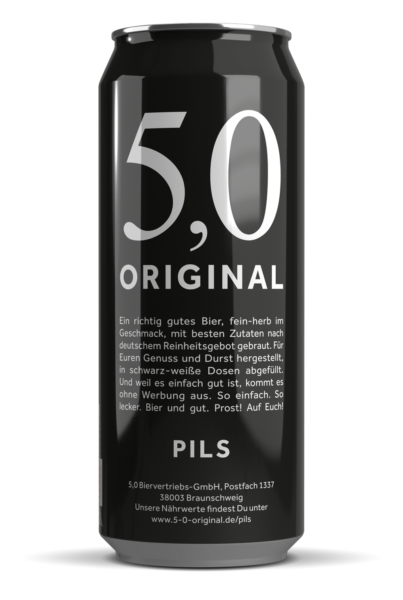 5,0
ORIGINAL
Ein richtig gutes Bier, fein-herb im
Geschmack, mit besten Zutaten nach
deutschem Reinheitsgebot gebraut. Für
Euren Genuss und Durst hergestellt,
in schwarz-weiße Dosen abgefüllt.
Und weil es einfach gut ist, kommt es
ohne Werbung aus. So einfach. So
lecker. Bier und gut. Prost! Auf Euch!
PILS
5,0 Biervertriebs-GmbH, Postfach 1337
38003 Braunschweig
Unsere Nährwerte findest Du unter
www.5-0-original.de/pils